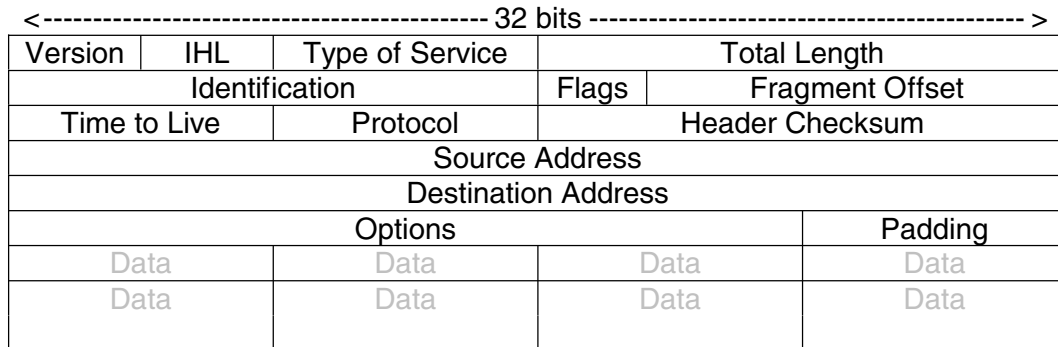 <----------------------------------------- 32 bits ----------------------------------------- >
Version IHL Type of Service Total Length
Identification Flags Fragment Offset
Time to Live Protocol Header Checksum
Source Address
Destination Address
Options Padding
Data Data Data Data
Data Data Data Data